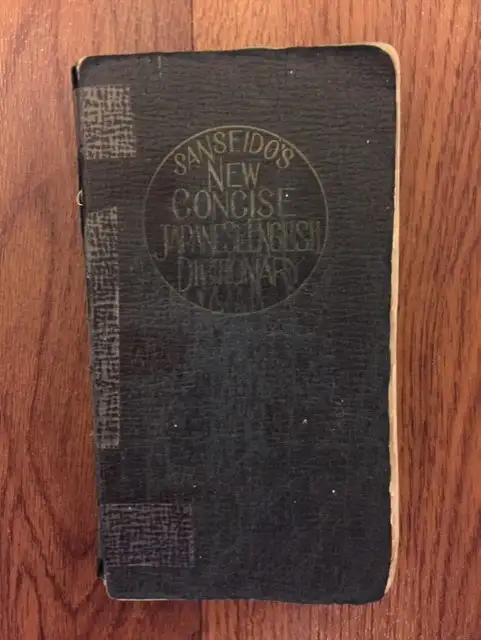 SANSEIDO'S
NEW
CONCISE
JAPANESE-ENGLISH
DICTIONARY